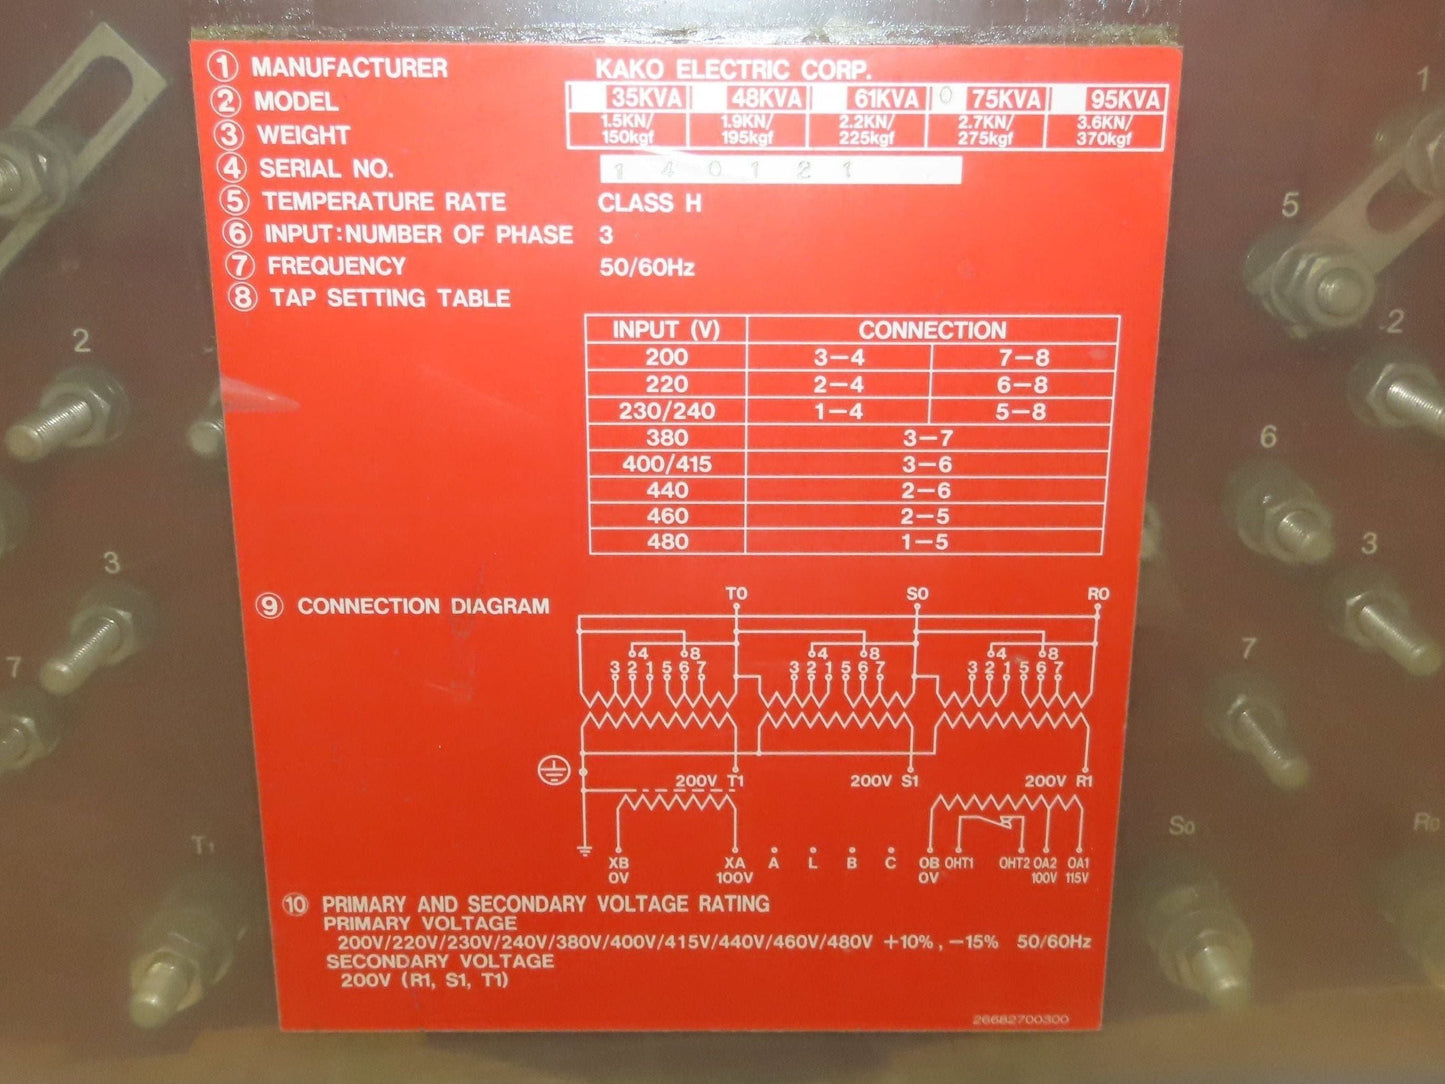 ① MANUFACTURER KAKO ELECTRIC CORP.
② MODEL 35KVA 48KVA 61KVA O 75KVA 95KVA
③ WEIGHT 1.5KN/ 150kgf 1.9KN/ 195kgf 2.2KN/ 225kgf 2.7KN/ 275kgf 3.6KN/ 370kgf
④ SERIAL NO. 1 4 0 1 2 1
⑤ TEMPERATURE RATE CLASS H
⑥ INPUT:NUMBER OF PHASE 3
⑦ FREQUENCY 50/60Hz
⑧ TAP SETTING TABLE
INPUT (V) CONNECTION
200 3-4 7-8
220 2-4 6-8
230/240 1-4 5-8
380 3-7
400/415 3-6
440 2-6
460 2-5
480 1-5
⑨ CONNECTION DIAGRAM
T0 S0 R0
4 8 4 8 4 8
3 2 1 5 6 7 3 2 1 5 6 7 3 2 1 5 6 7
200V T1 200V S1 200V R1
XB XA A L B C OB OHT1 OHT2 OA2 OA1
0V 100V 0V 100V 115V
⑩ PRIMARY AND SECONDARY VOLTAGE RATING
PRIMARY VOLTAGE
200V/220V/230V/240V/380V/400V/415V/440V/460V/480V +10%, -15% 50/60Hz
SECONDARY VOLTAGE
200V (R1, S1, T1)
26682700300
2
3
7
T1
1
5
2
6
3
7
S0
R0